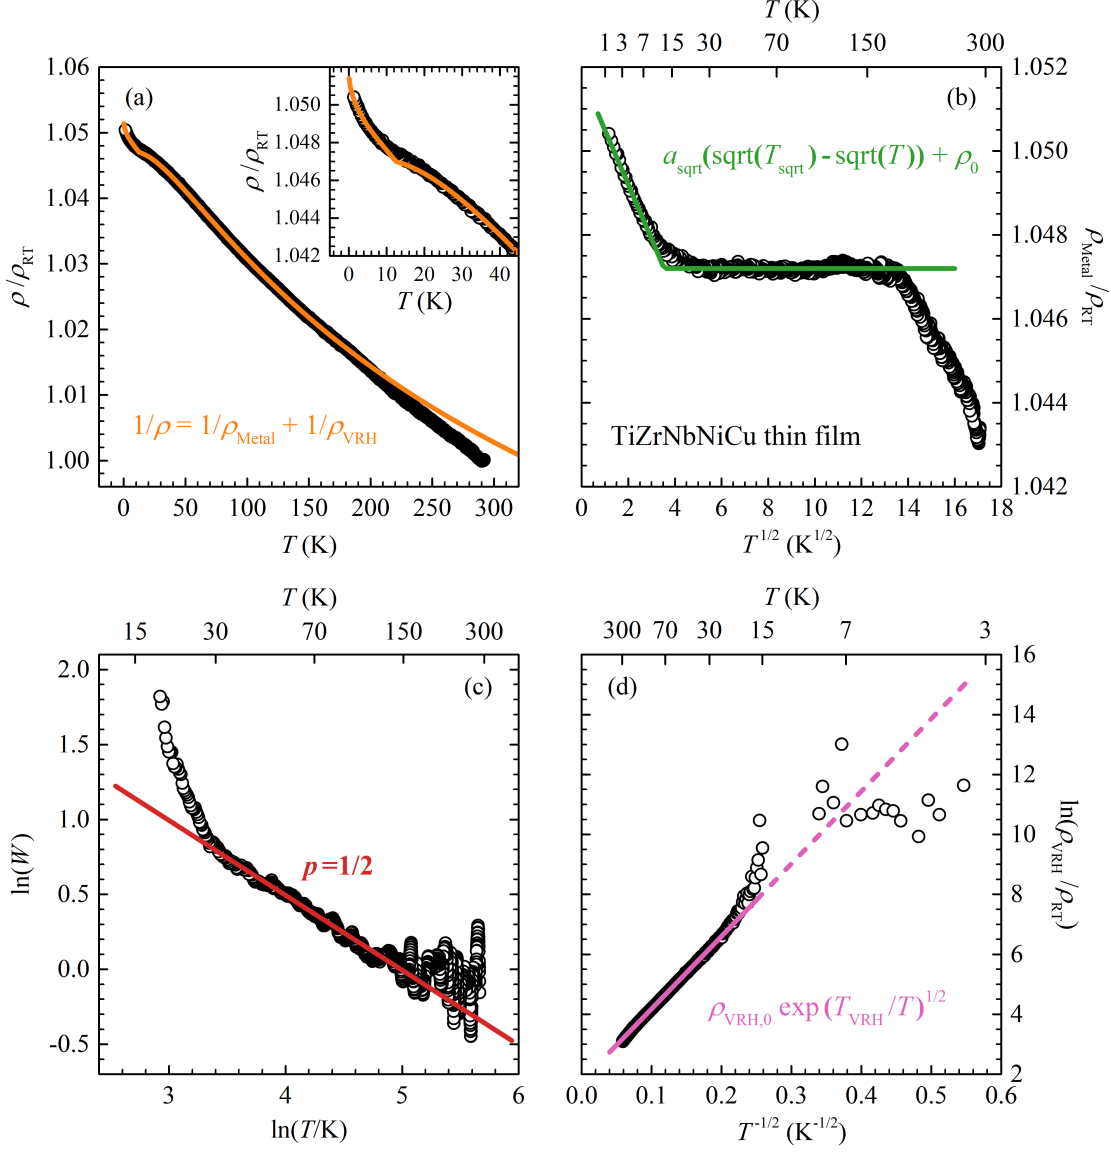 (a)
1.06
1.05
1.04
1.03
1.02
1.01
1.00
ρ/ρRT
0 50 100 150 200 250 300
T (K)
1/ρ = 1/ρMetal + 1/ρVRH
1.050
1.048
1.046
1.044
1.042
ρ/ρRT
0 10 20 30 40
T (K)
T (K)
1 3 7 15 30 70 150 300
(b)
asqrt(sqrt(Tsqrt) - sqrt(T)) + ρ0
TiZrNbNiCu thin film
1.052
1.050
1.048
1.046
1.044
1.042
ρMetal/ρRT
0 2 4 6 8 10 12 14 16 18
T1/2 (K1/2)
T (K)
15 30 70 150 300
(c)
2.0
1.5
1.0
0.5
0.0
-0.5
ln(W)
p=1/2
3 4 5 6
ln(T/K)
T (K)
300 70 30 15 7 3
(d)
16
14
12
10
8
6
4
2
ln(ρVRH/ρRT)
ρVRH,0 exp(TVRH/T)1/2
0.0 0.1 0.2 0.3 0.4 0.5 0.6
T-1/2 (K-1/2)